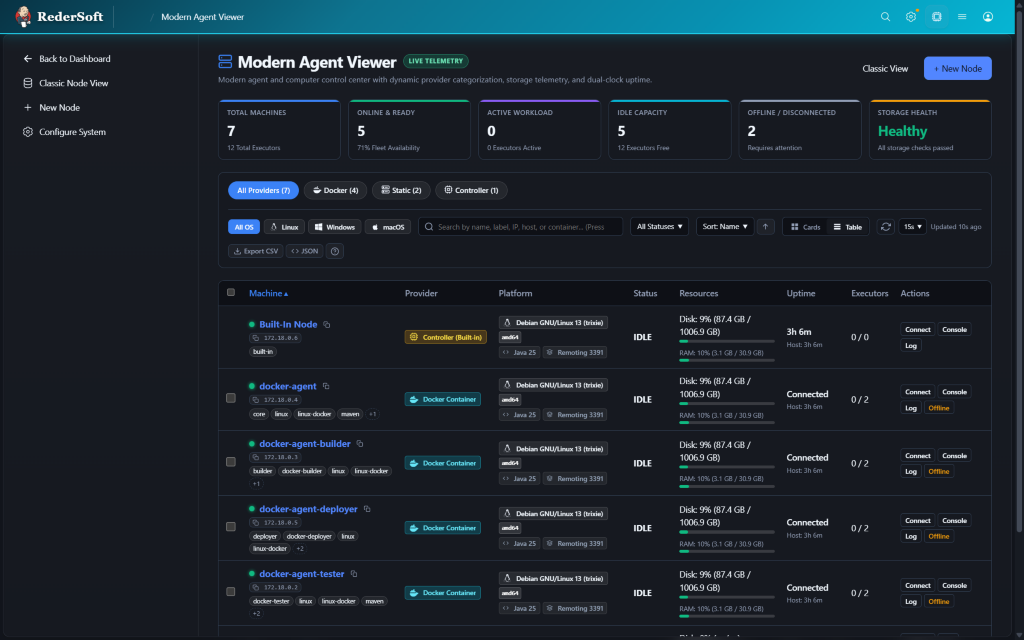 RederSoft
/ Modern Agent Viewer
Back to Dashboard
Classic Node View
New Node
Configure System
Modern Agent Viewer LIVE TELEMETRY
Modern agent and computer control center with dynamic provider categorization, storage telemetry, and dual-clock uptime.
Classic View + New Node
TOTAL MACHINES
7
12 Total Executors
ONLINE & READY
5
71% Fleet Availability
ACTIVE WORKLOAD
0
0 Executors Active
IDLE CAPACITY
5
12 Executors Free
OFFLINE / DISCONNECTED
2
Requires attention
STORAGE HEALTH
Healthy
All storage checks passed
All Providers (7) Docker (4) Static (2) Controller (1)
All OS Linux Windows macOS Search by name, label, IP, host, or container... (Press All Statuses ▼ Sort: Name ▼ ↑ Cards Table 15s ▼ Updated 10s ago
Export CSV <> JSON ?
Machine ▲ Provider Platform Status Resources Uptime Executors Actions
Built-In Node
172.18.0.6
built-in
Controller (Built-in)
Debian GNU/Linux 13 (trixie)
amd64
<> Java 25 Remoting 3391
IDLE
Disk: 9% (87.4 GB /
1006.9 GB)
RAM: 10% (3.1 GB / 30.9 GB)
3h 6m
Host: 3h 6m
0 / 0
Connect Console
Log
docker-agent
172.18.0.4
core linux linux-docker maven +1
Docker Container
Debian GNU/Linux 13 (trixie)
amd64
<> Java 25 Remoting 3391
IDLE
Disk: 9% (87.4 GB /
1006.9 GB)
RAM: 10% (3.1 GB / 30.9 GB)
Connected
Host: 3h 6m
0 / 2
Connect Console
Log Offline
docker-agent-builder
172.18.0.3
builder docker-builder linux linux-docker
+1
Docker Container
Debian GNU/Linux 13 (trixie)
amd64
<> Java 25 Remoting 3391
IDLE
Disk: 9% (87.4 GB /
1006.9 GB)
RAM: 10% (3.1 GB / 30.9 GB)
Connected
Host: 3h 6m
0 / 2
Connect Console
Log Offline
docker-agent-deployer
172.18.0.5
deployer docker-deployer linux
linux-docker +2
Docker Container
Debian GNU/Linux 13 (trixie)
amd64
<> Java 25 Remoting 3391
IDLE
Disk: 9% (87.4 GB /
1006.9 GB)
RAM: 10% (3.1 GB / 30.9 GB)
Connected
Host: 3h 6m
0 / 2
Connect Console
Log Offline
docker-agent-tester
172.18.0.2
docker-tester linux linux-docker maven
+2
Docker Container
Debian GNU/Linux 13 (trixie)
amd64
<> Java 25 Remoting 3391
IDLE
Disk: 9% (87.4 GB /
1006.9 GB)
RAM: 10% (3.1 GB / 30.9 GB)
Connected
Host: 3h 6m
0 / 2
Connect Console
Log Offline